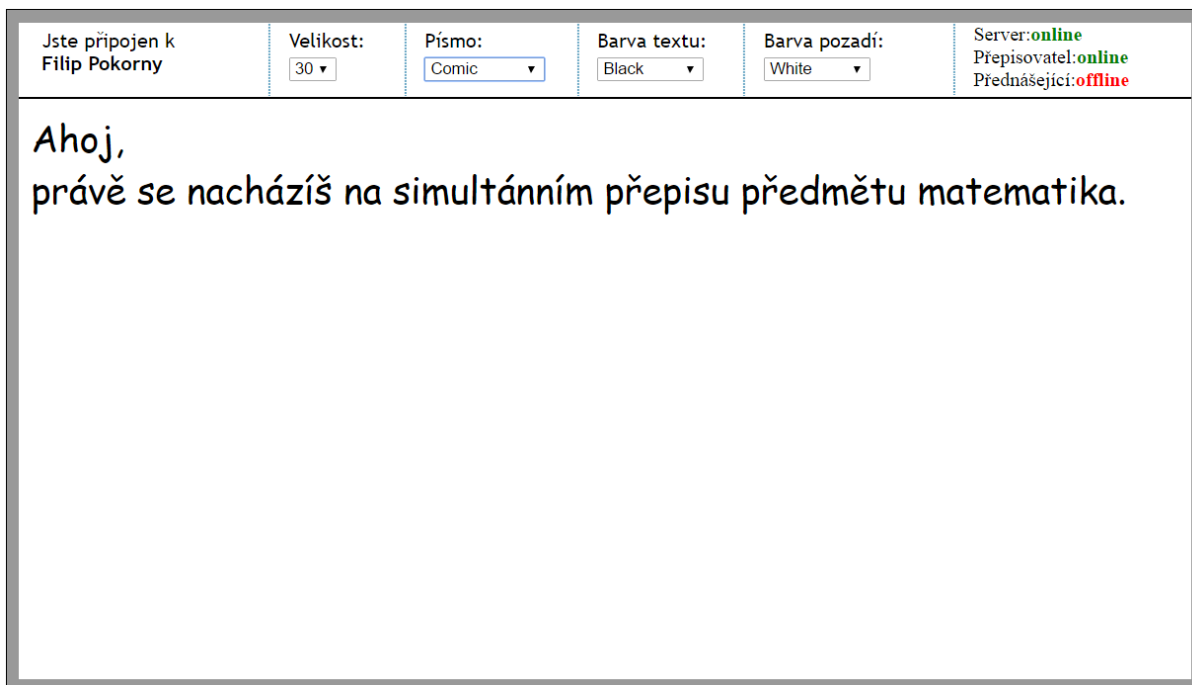 Jste připojen k
Filip Pokorny
Velikost:
30
Písmo:
Comic
Barva textu:
Black
Barva pozadí:
White
Server:online
Přepisovatel:online
Přednášející:offline
Ahoj,
právě se nacházíš na simultánním přepisu předmětu matematika.